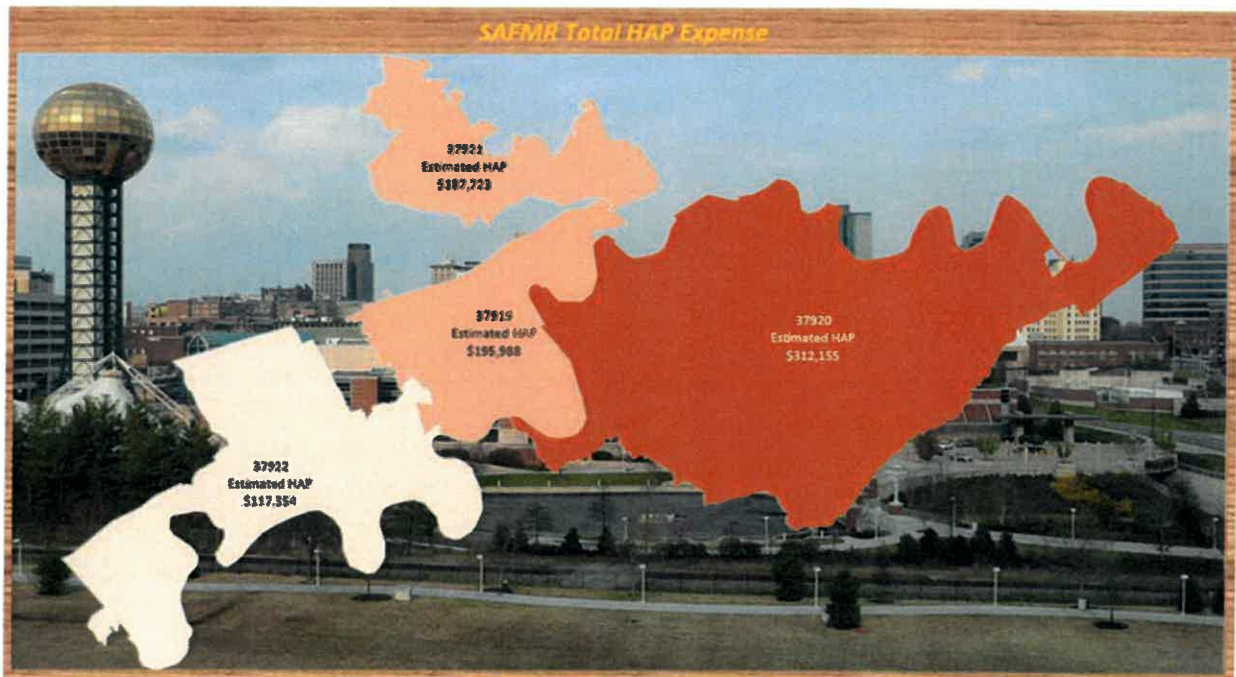 SAFMR Total HAP Expense
37921
Estimated HAP
$187,723
37919
Estimated HAP
$195,988
37920
Estimated HAP
$312,155
37922
Estimated HAP
$117,354